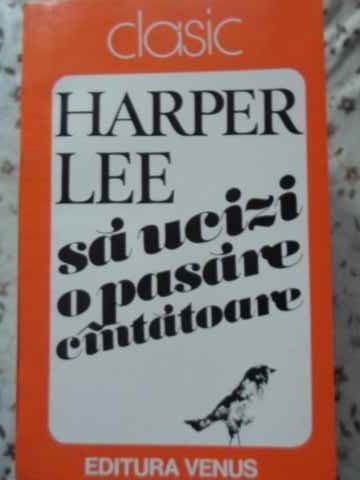 clasic
HARPER
LEE
să ucizi
o pasăre
cîntătoare
EDITURA VENUS